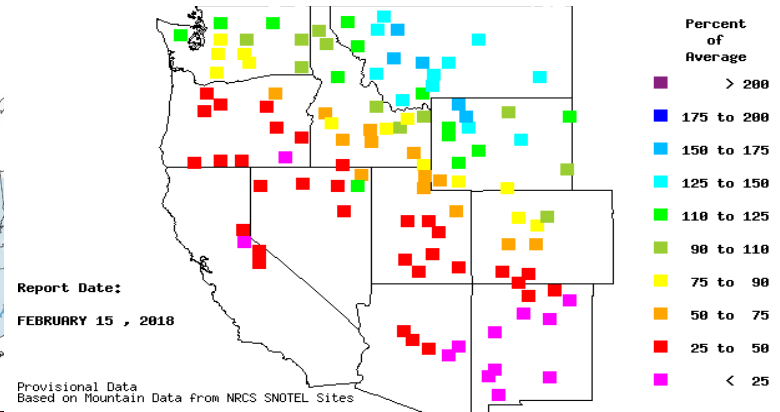 Percent
of
Average
> 200
175 to 200
150 to 175
125 to 150
110 to 125
90 to 110
75 to 90
50 to 75
25 to 50
< 25
Report Date:
FEBRUARY 15 , 2018
Provisional Data
Based on Mountain Data from NRCS SNOTEL Sites